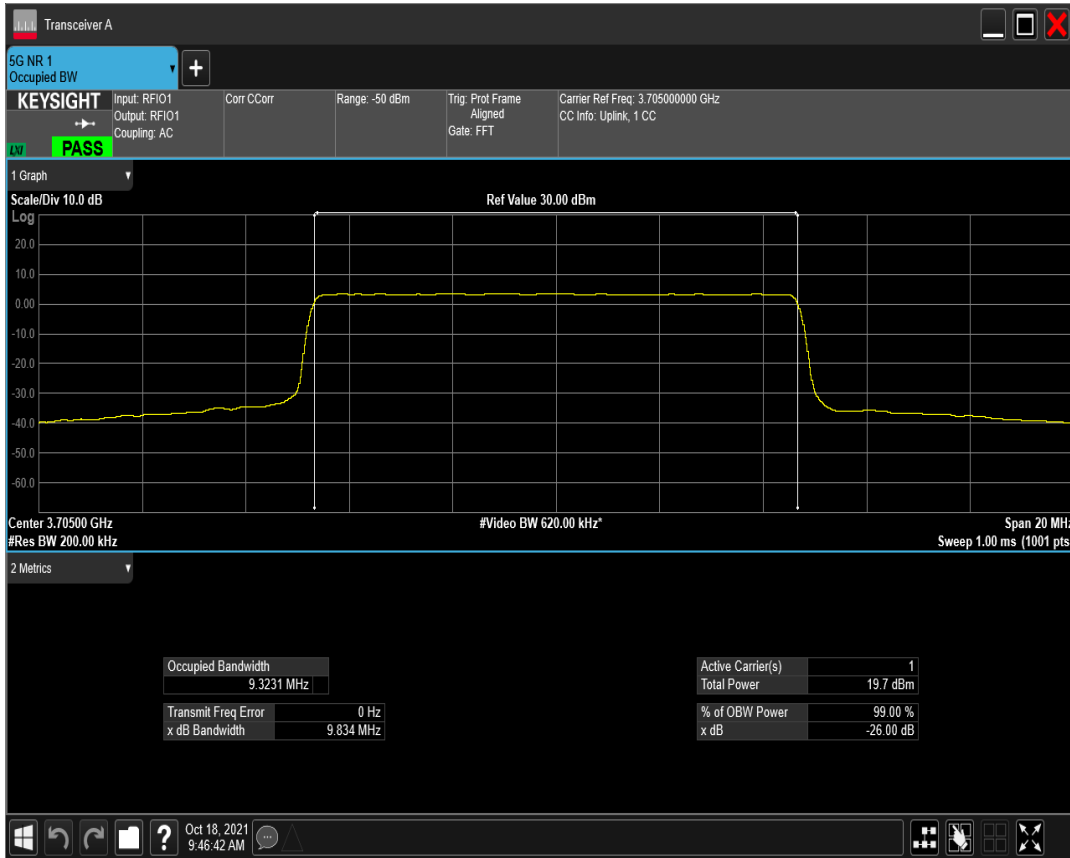 Transceiver A
5G NR 1
Occupied BW
+
KEYSIGHT
LXI
PASS
Input: RFIO1
Output: RFIO1
Coupling: AC
Corr CCorr
Range: -50 dBm
Trig: Prot Frame
Aligned
Gate: FFT
Carrier Ref Freq: 3.705000000 GHz
CC Info: Uplink, 1 CC
1 Graph
Scale/Div 10.0 dB
Ref Value 30.00 dBm
Log
20.0
10.0
0.00
-10.0
-20.0
-30.0
-40.0
-50.0
-60.0
Center 3.70500 GHz
#Video BW 620.00 kHz*
Span 20 MHz
#Res BW 200.00 kHz
Sweep 1.00 ms (1001 pts
2 Metrics
Occupied Bandwidth
9.3231 MHz
Transmit Freq Error 0 Hz
x dB Bandwidth 9.834 MHz
Active Carrier(s) 1
Total Power 19.7 dBm
% of OBW Power 99.00 %
x dB -26.00 dB
?
Oct 18, 2021
9:46:42 AM